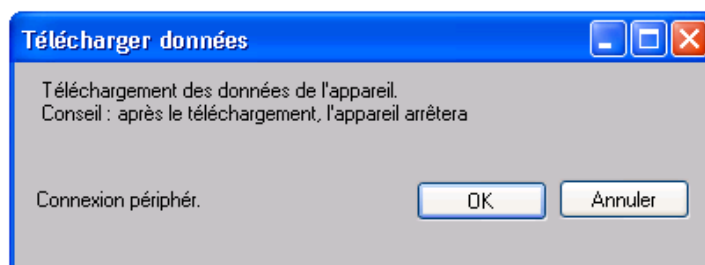 Télécharger données
Téléchargement des données de l'appareil.
Conseil : après le téléchargement, l'appareil arrêtera
Connexion périphér.
OK
Annuler